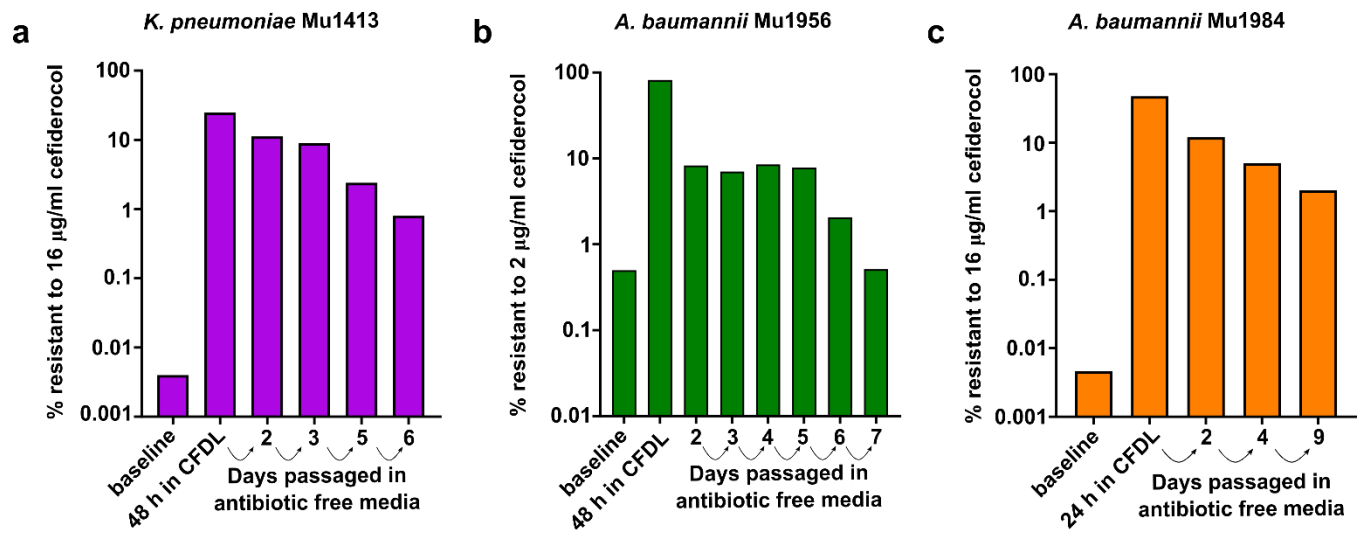 a
K. pneumoniae Mu1413
% resistant to 16 µg/ml cefiderocol
100
10
1
0.1
0.01
0.001
baseline
48 h in CFDL
2 3 5 6
Days passaged in
antibiotic free media
b
A. baumannii Mu1956
% resistant to 2 µg/ml cefiderocol
100
10
1
0.1
0.01
baseline
48 h in CFDL
2 3 4 5 6 7
Days passaged in
antibiotic free media
c
A. baumannii Mu1984
% resistant to 16 µg/ml cefiderocol
100
10
1
0.1
0.01
0.001
baseline
24 h in CFDL
2 4 9
Days passaged in
antibiotic free media